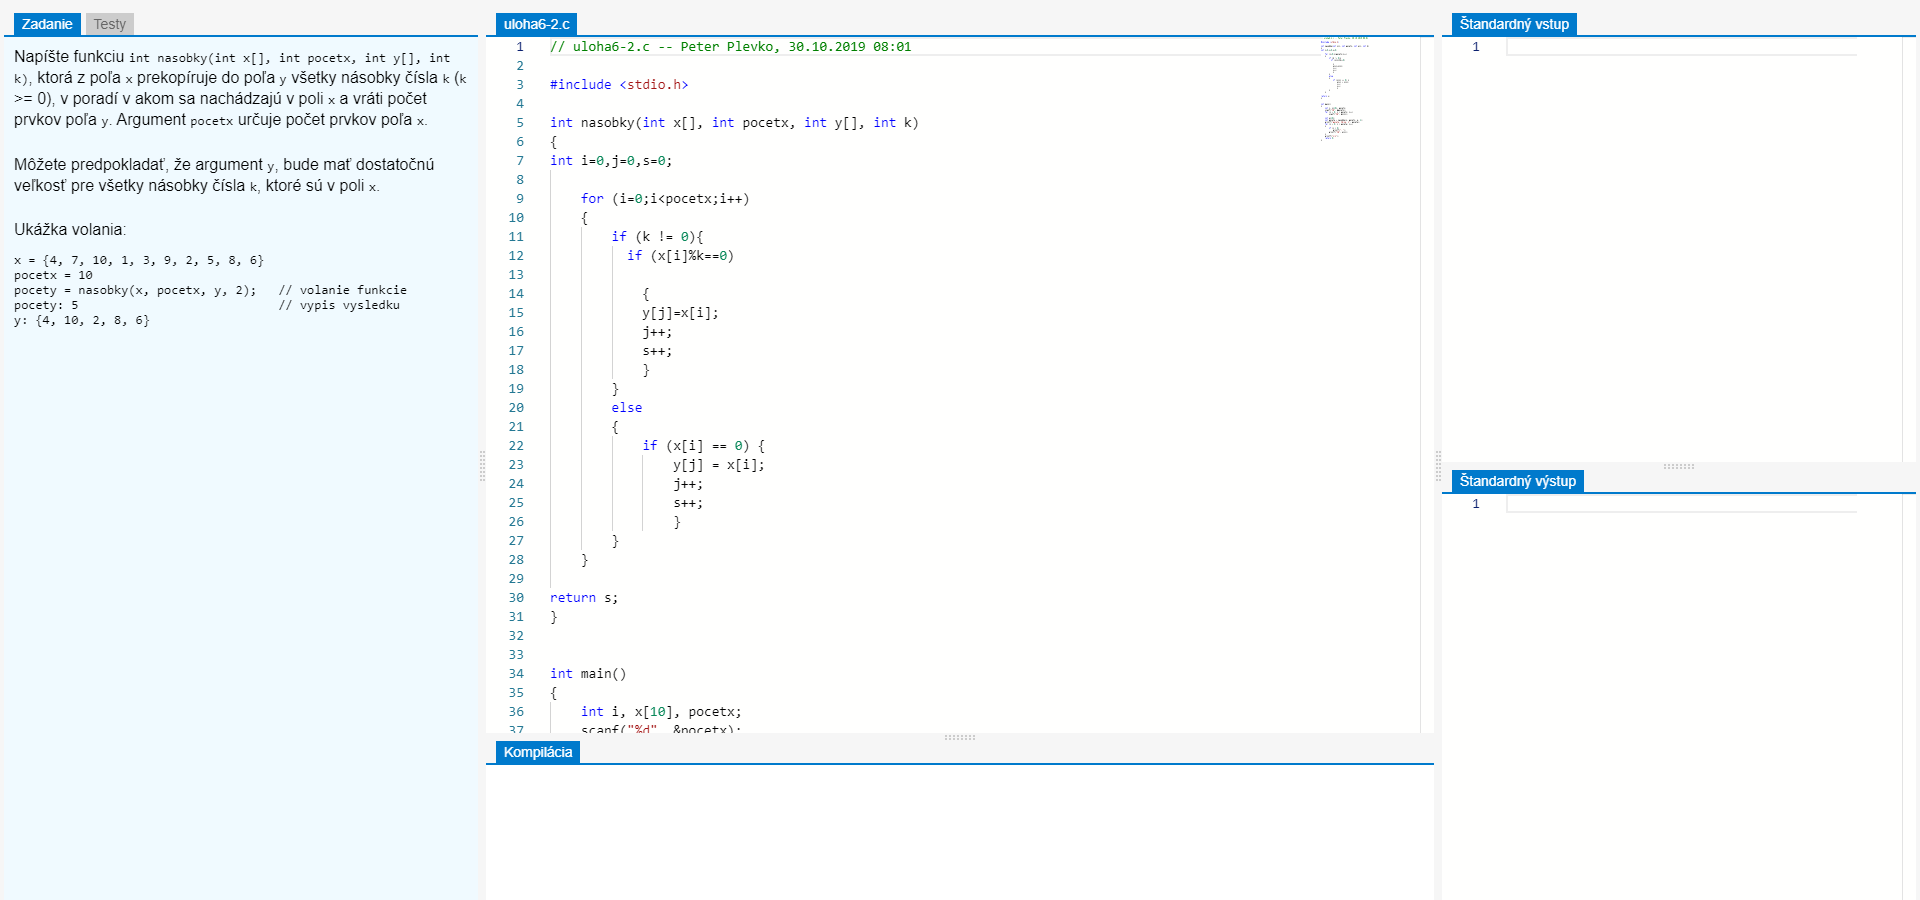 Zadanie Testy
Napíšte funkciu int nasobky(int x[], int pocetx, int y[], int
k), ktorá z poľa x prekopíruje do poľa y všetky násobky čísla k (k
>= 0), v poradí v akom sa nachádzajú v poli x a vráti počet
prvkov poľa y. Argument pocetx určuje počet prvkov poľa x.
Môžete predpokladať, že argument y, bude mať dostatočnú
veľkosť pre všetky násobky čísla k, ktoré sú v poli x.
Ukážka volania:
x = {4, 7, 10, 1, 3, 9, 2, 5, 8, 6}
pocetx = 10
pocety = nasobky(x, pocetx, y, 2);   // volanie funkcie
pocety: 5                            // vypis vysledku
y: {4, 10, 2, 8, 6}
uloha6-2.c
1 // uloha6-2.c -- Peter Plevko, 30.10.2019 08:01
2
3 #include <stdio.h>
4
5 int nasobky(int x[], int pocetx, int y[], int k)
6 {
7 int i=0,j=0,s=0;
8
9     for (i=0;i<pocetx;i++)
10     {
11         if (k != 0){
12           if (x[i]%k==0)
13
14             {
15             y[j]=x[i];
16             j++;
17             s++;
18             }
19         }
20         else
21         {
22             if (x[i] == 0) {
23                 y[j] = x[i];
24                 j++;
25                 s++;
26                 }
27         }
28     }
29
30 return s;
31 }
32
33
34 int main()
35 {
36     int i, x[10], pocetx;
37     scanf("%d", &pocetx);
Kompilácia
Štandardný vstup
1
Štandardný výstup
1